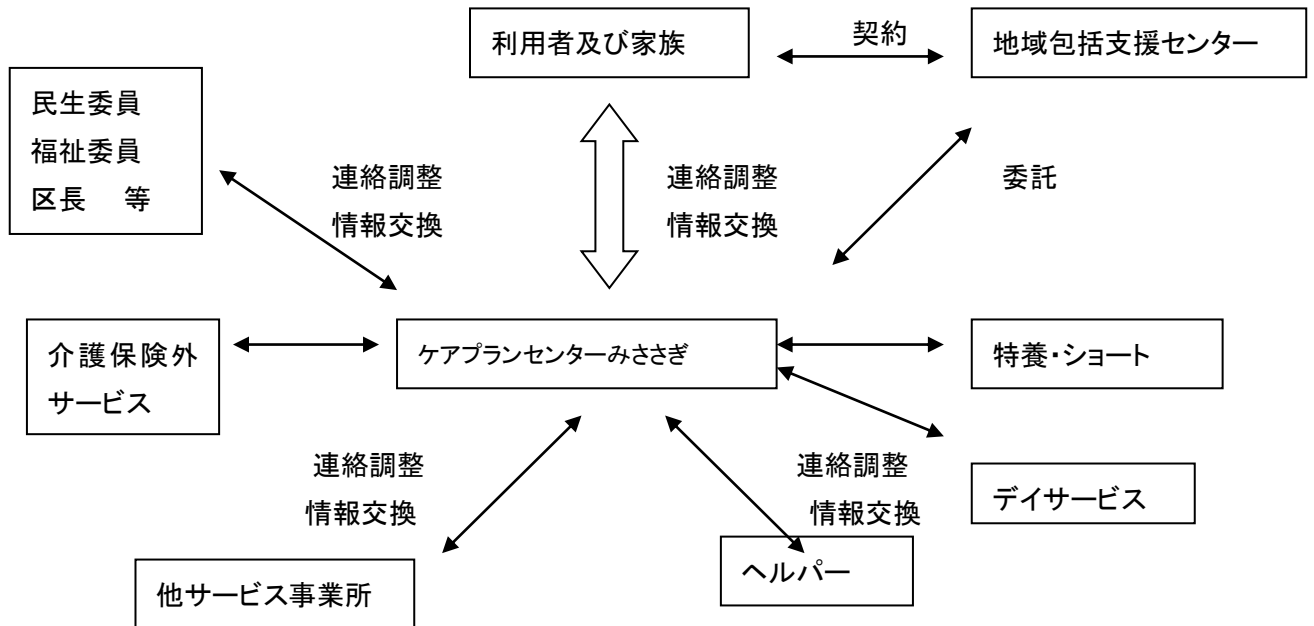 利用者及び家族
契約
地域包括支援センター
民生委員
福祉委員
区長 等
連絡調整
情報交換
連絡調整
情報交換
委託
介護保険外
サービス
ケアプランセンターみささぎ
特養・ショート
連絡調整
情報交換
連絡調整
情報交換
デイサービス
ヘルパー
他サービス事業所